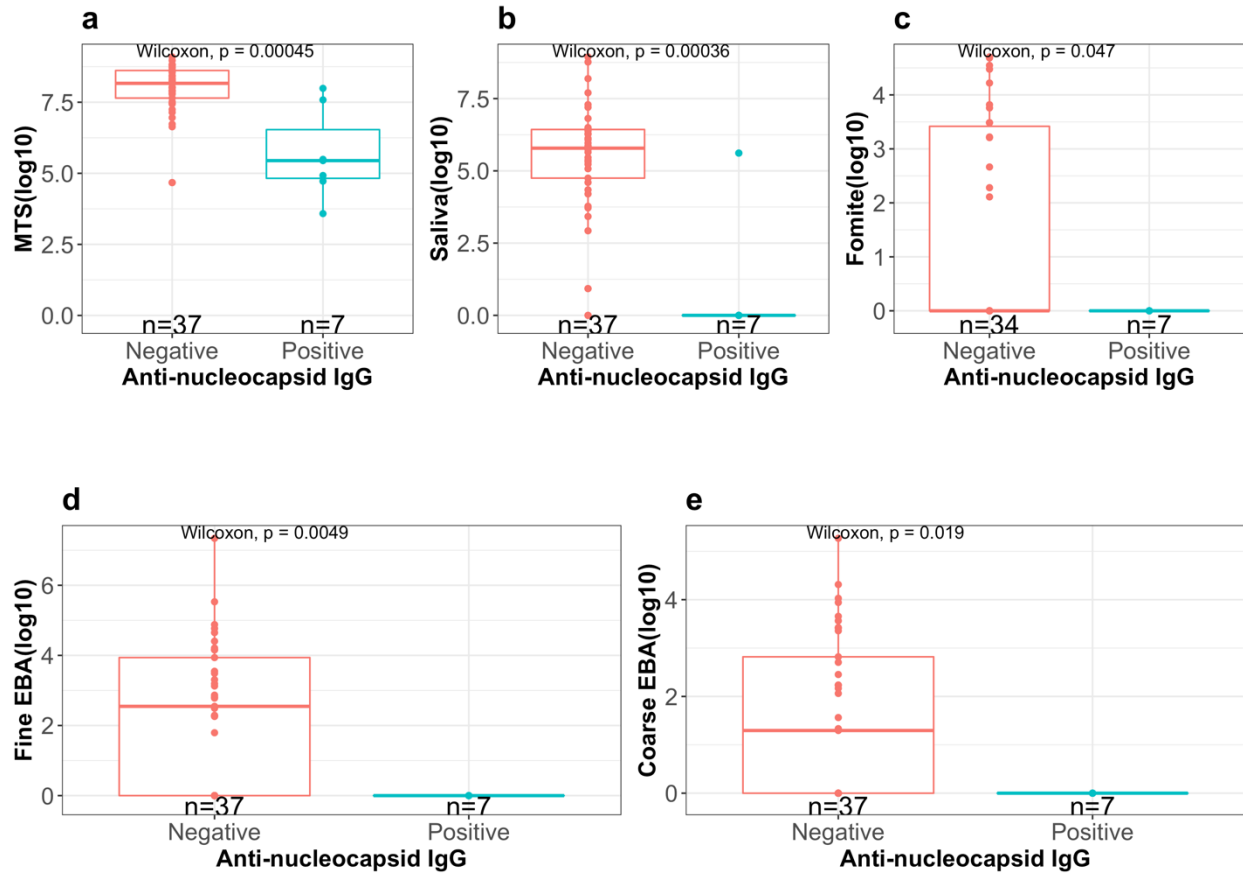 a
Wilcoxon, p = 0.00045
MTS(log10)
7.5
5.0
2.5
0.0
n=37
n=7
Negative
Positive
Anti-nucleocapsid IgG
b
Wilcoxon, p = 0.00036
Saliva(log10)
7.5
5.0
2.5
0.0
n=37
n=7
Negative
Positive
Anti-nucleocapsid IgG
c
Wilcoxon, p = 0.047
Fomite(log10)
4
3
2
1
0
n=34
n=7
Negative
Positive
Anti-nucleocapsid IgG
d
Wilcoxon, p = 0.0049
Fine EBA(log10)
6
4
2
0
n=37
n=7
Negative
Positive
Anti-nucleocapsid IgG
e
Wilcoxon, p = 0.019
Coarse EBA(log10)
4
2
0
n=37
n=7
Negative
Positive
Anti-nucleocapsid IgG